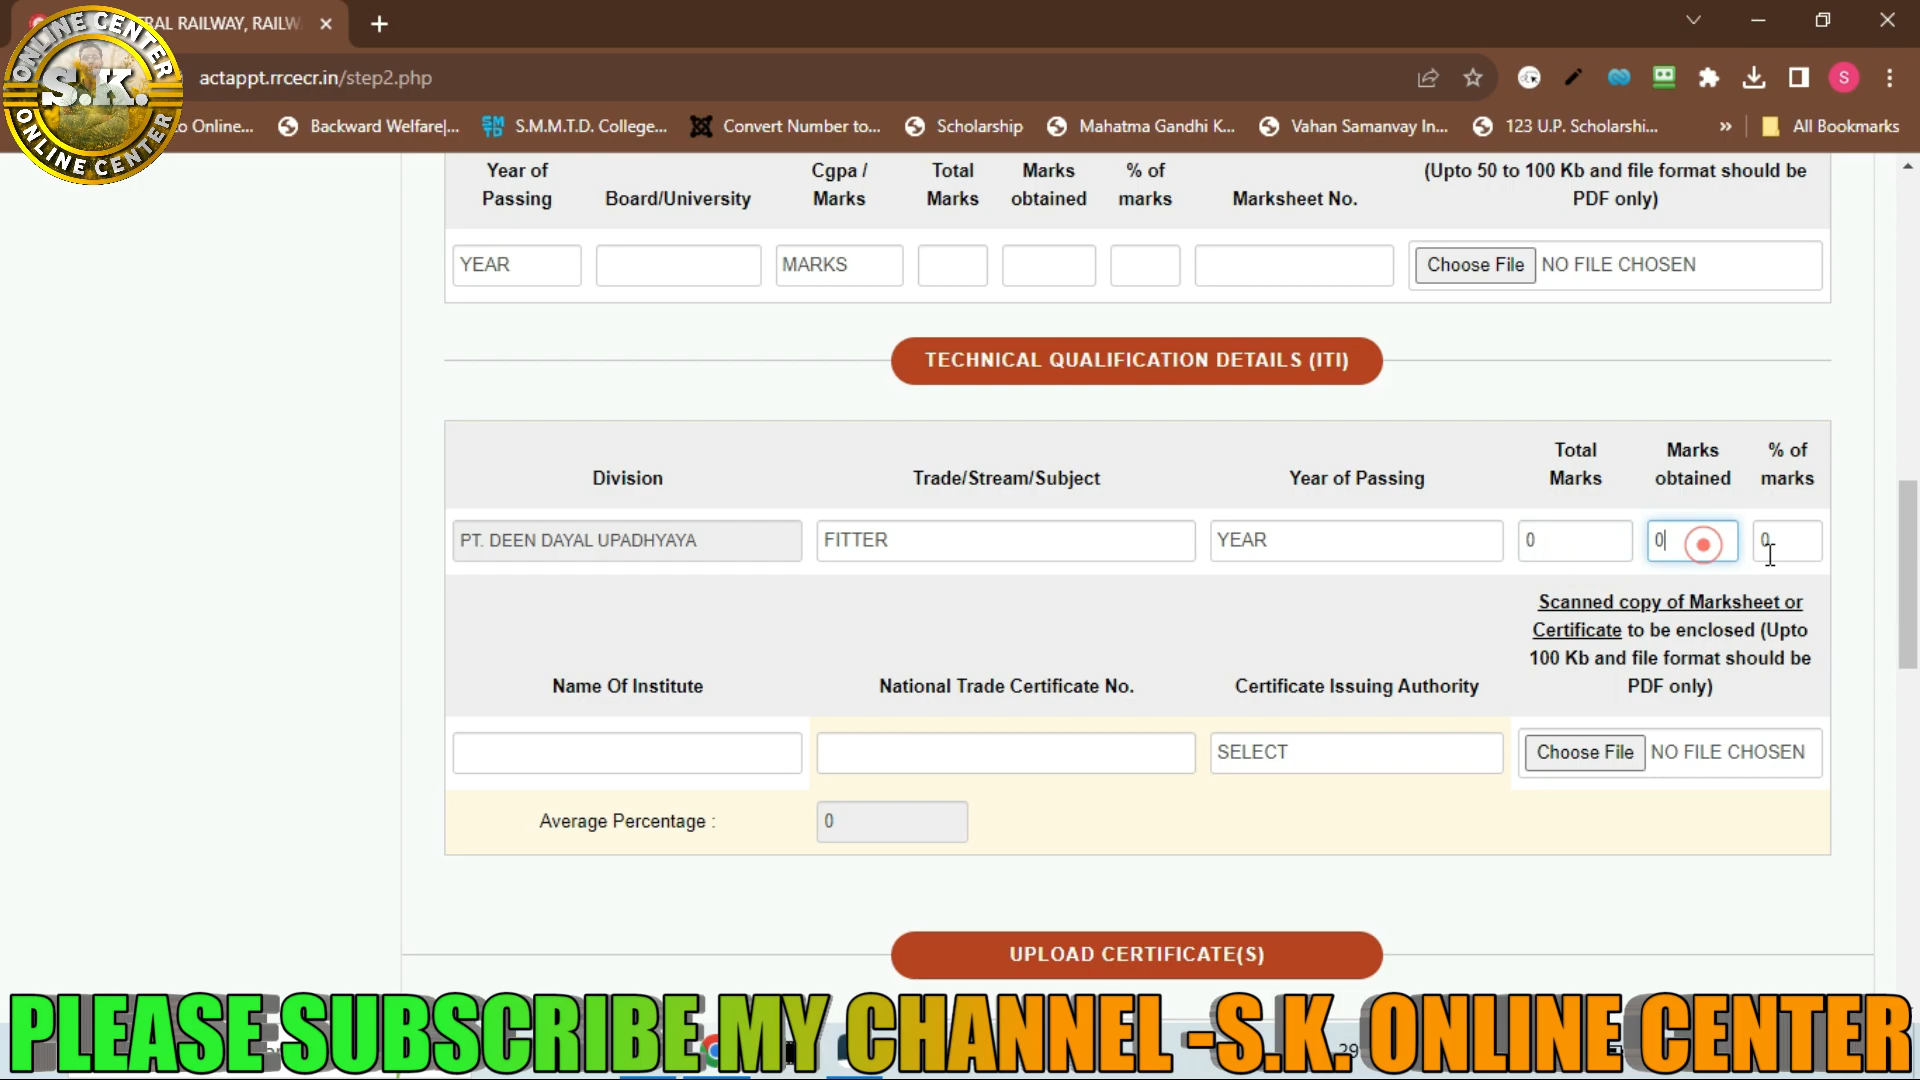 RAL RAILWAY, RAILW
ONLINE CENTER
S.K.
ONLINE CENTER
actappt.rrcecr.in/step2.php
S
to Online...
Backward Welfare|...
S.M.M.T.D. College...
Convert Number to...
Scholarship
Mahatma Gandhi K...
Vahan Samanvay In...
123 U.P. Scholarshi...
»
All Bookmarks
Year of Passing
Board/University
Cgpa / Marks
Total Marks
Marks obtained
% of marks
Marksheet No.
(Upto 50 to 100 Kb and file format should be PDF only)
YEAR
MARKS
Choose File NO FILE CHOSEN
TECHNICAL QUALIFICATION DETAILS (ITI)
Division
Trade/Stream/Subject
Year of Passing
Total Marks
Marks obtained
% of marks
PT. DEEN DAYAL UPADHYAYA
FITTER
YEAR
0
0
0
Name Of Institute
National Trade Certificate No.
Certificate Issuing Authority
Scanned copy of Marksheet or
Certificate to be enclosed (Upto
100 Kb and file format should be
PDF only)
SELECT
Choose File NO FILE CHOSEN
Average Percentage :
0
UPLOAD CERTIFICATE(S)
PLEASE SUBSCRIBE MY CHANNEL -S.K. ONLINE CENTER